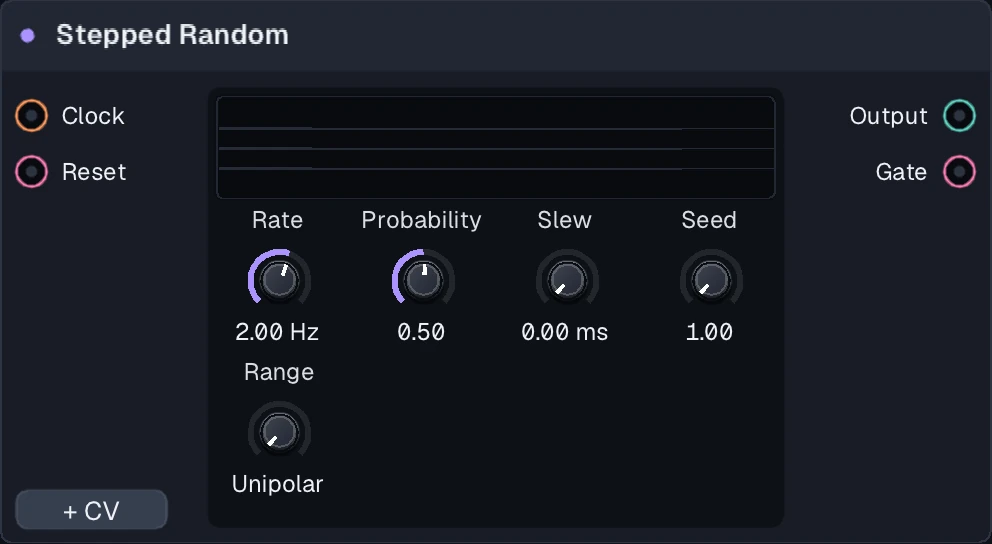 Stepped Random
Clock
Reset
Output
Gate
Rate Probability Slew Seed
2.00 Hz 0.50 0.00 ms 1.00
Range
Unipolar
+ CV